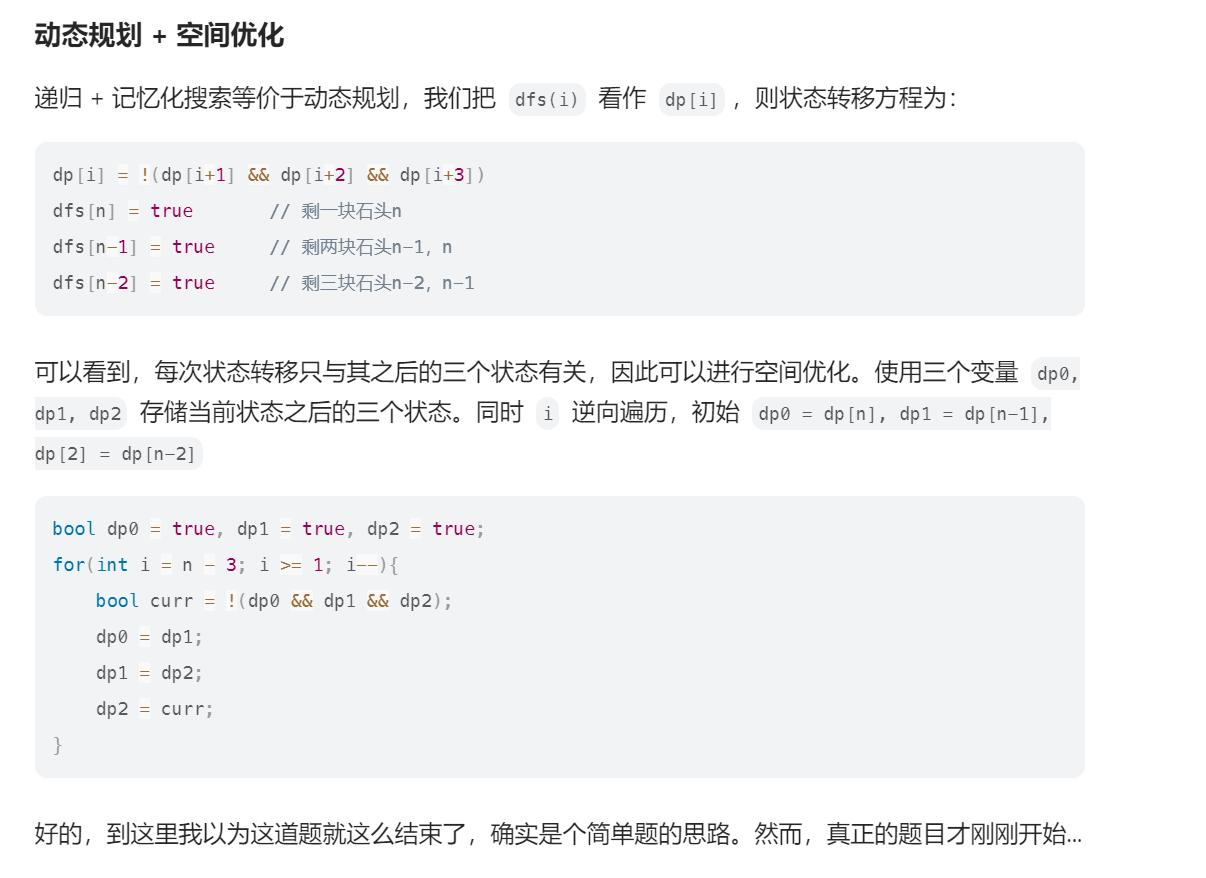 动态规划 + 空间优化
递归 + 记忆化搜索等价于动态规划，我们把 dfs(i) 看作 dp[i] ，则状态转移方程为：
dp[i] = !(dp[i+1] && dp[i+2] && dp[i+3])
dfs[n] = true       // 剩一块石头n
dfs[n-1] = true     // 剩两块石头n-1，n
dfs[n-2] = true     // 剩三块石头n-2，n-1
可以看到，每次状态转移只与其之后的三个状态有关，因此可以进行空间优化。使用三个变量 dp0,
dp1, dp2 存储当前状态之后的三个状态。同时 i 逆向遍历，初始 dp0 = dp[n], dp1 = dp[n-1],
dp[2] = dp[n-2]
bool dp0 = true, dp1 = true, dp2 = true;
for(int i = n - 3; i >= 1; i--){
    bool curr = !(dp0 && dp1 && dp2);
    dp0 = dp1;
    dp1 = dp2;
    dp2 = curr;
}
好的，到这里我以为这道题就这么结束了，确实是个简单题的思路。然而，真正的题目才刚刚开始...